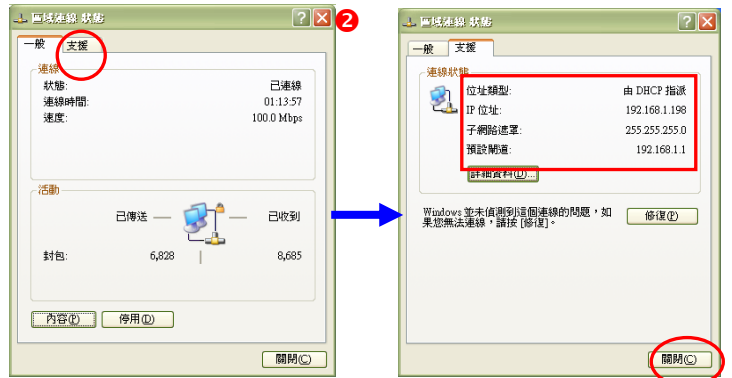 區域連線 狀態
一般
支援
連線
狀態:
已連線
連線時間:
01:13:57
速度:
100.0 Mbps
活動
已傳送
已收到
封包:
6,828
8,685
內容(P)
停用(D)
關閉(C)
2
區域連線 狀態
一般
支援
連線狀態
位址類型:
由 DHCP 指派
IP 位址:
192.168.1.198
子網路遮罩:
255.255.255.0
預設閘道:
192.168.1.1
詳細資料(D)...
Windows 並未偵測到這個連線的問題，如
果您無法連線，請按 [修復]。
修復(P)
關閉(C)